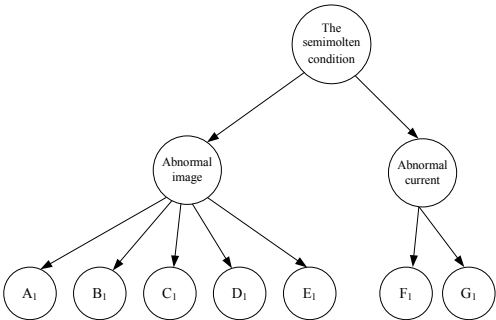 The
semimolten
condition
Abnormal
image
Abnormal
current
A₁
B₁
C₁
D₁
E₁
F₁
G₁